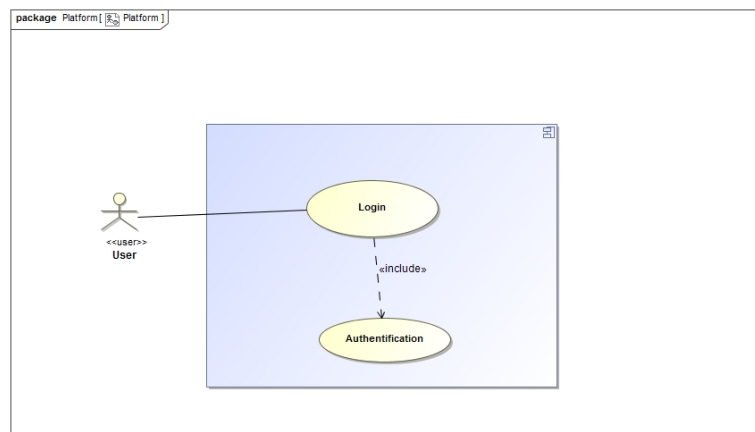 package Platform [ Platform ]
Login
<<user>>
User
«include»
Authentification